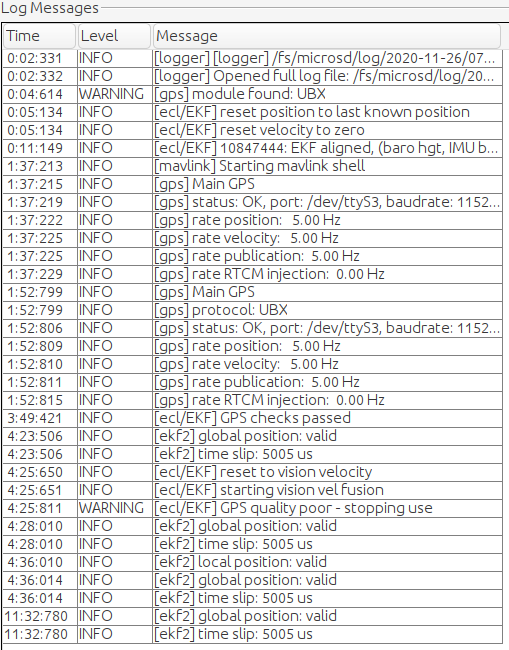 Log Messages
Time Level Message
0:02:331 INFO [logger] [logger] /fs/microsd/log/2020-11-26/07...
0:02:332 INFO [logger] Opened full log file: /fs/microsd/log/20...
0:04:614 WARNING [gps] module found: UBX
0:05:134 INFO [ecl/EKF] reset position to last known position
0:05:134 INFO [ecl/EKF] reset velocity to zero
0:11:149 INFO [ecl/EKF] 10847444: EKF aligned, (baro hgt, IMU b...
1:37:213 INFO [mavlink] Starting mavlink shell
1:37:215 INFO [gps] Main GPS
1:37:219 INFO [gps] status: OK, port: /dev/ttyS3, baudrate: 1152...
1:37:222 INFO [gps] rate position: 5.00 Hz
1:37:225 INFO [gps] rate velocity: 5.00 Hz
1:37:225 INFO [gps] rate publication: 5.00 Hz
1:37:229 INFO [gps] rate RTCM injection: 0.00 Hz
1:52:799 INFO [gps] Main GPS
1:52:799 INFO [gps] protocol: UBX
1:52:806 INFO [gps] status: OK, port: /dev/ttyS3, baudrate: 1152...
1:52:809 INFO [gps] rate position: 5.00 Hz
1:52:810 INFO [gps] rate velocity: 5.00 Hz
1:52:811 INFO [gps] rate publication: 5.00 Hz
1:52:815 INFO [gps] rate RTCM injection: 0.00 Hz
3:49:421 INFO [ecl/EKF] GPS checks passed
4:23:506 INFO [ekf2] global position: valid
4:23:506 INFO [ekf2] time slip: 5005 us
4:25:650 INFO [ecl/EKF] reset to vision velocity
4:25:651 INFO [ecl/EKF] starting vision vel fusion
4:25:811 WARNING [ecl/EKF] GPS quality poor - stopping use
4:28:010 INFO [ekf2] global position: valid
4:28:010 INFO [ekf2] time slip: 5005 us
4:36:010 INFO [ekf2] local position: valid
4:36:014 INFO [ekf2] global position: valid
4:36:014 INFO [ekf2] time slip: 5005 us
11:32:780 INFO [ekf2] global position: valid
11:32:780 INFO [ekf2] time slip: 5005 us